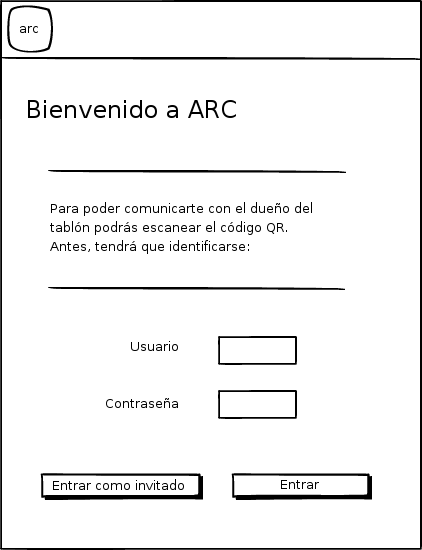 arc
Bienvenido a ARC
Para poder comunicarte con el dueño del
tablón podrás escanear el código QR.
Antes, tendrá que identificarse:
Usuario
Contraseña
Entrar como invitado
Entrar